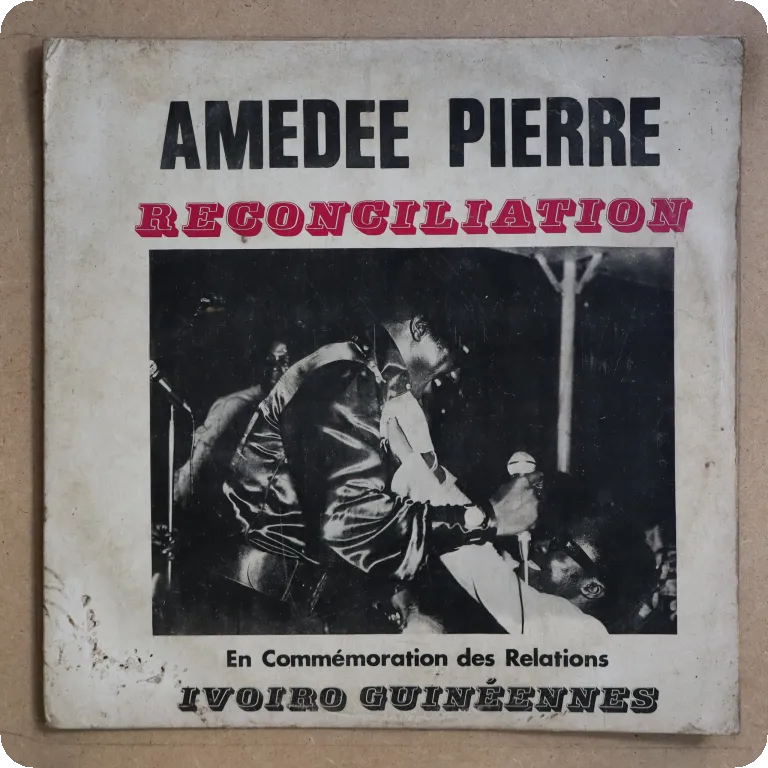 AMEDEE PIERRE
RECONCILIATION
En Commémoration des Relations
IVOIRO GUINÉENNES